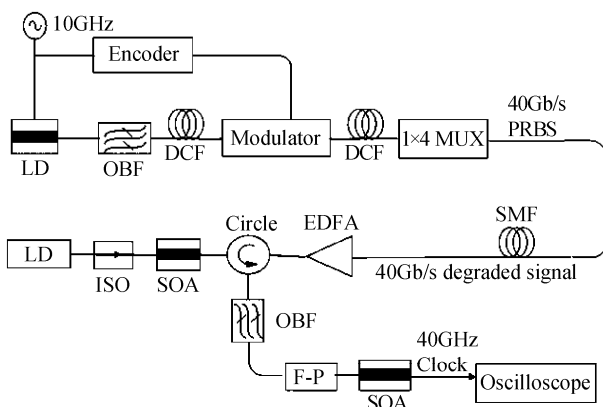 10GHz
Encoder
LD
OBF
DCF
Modulator
DCF
1×4 MUX
40Gb/s
PRBS
LD
ISO
SOA
Circle
EDFA
SMF
40Gb/s degraded signal
OBF
F-P
SOA
40GHz
Clock
Oscilloscope